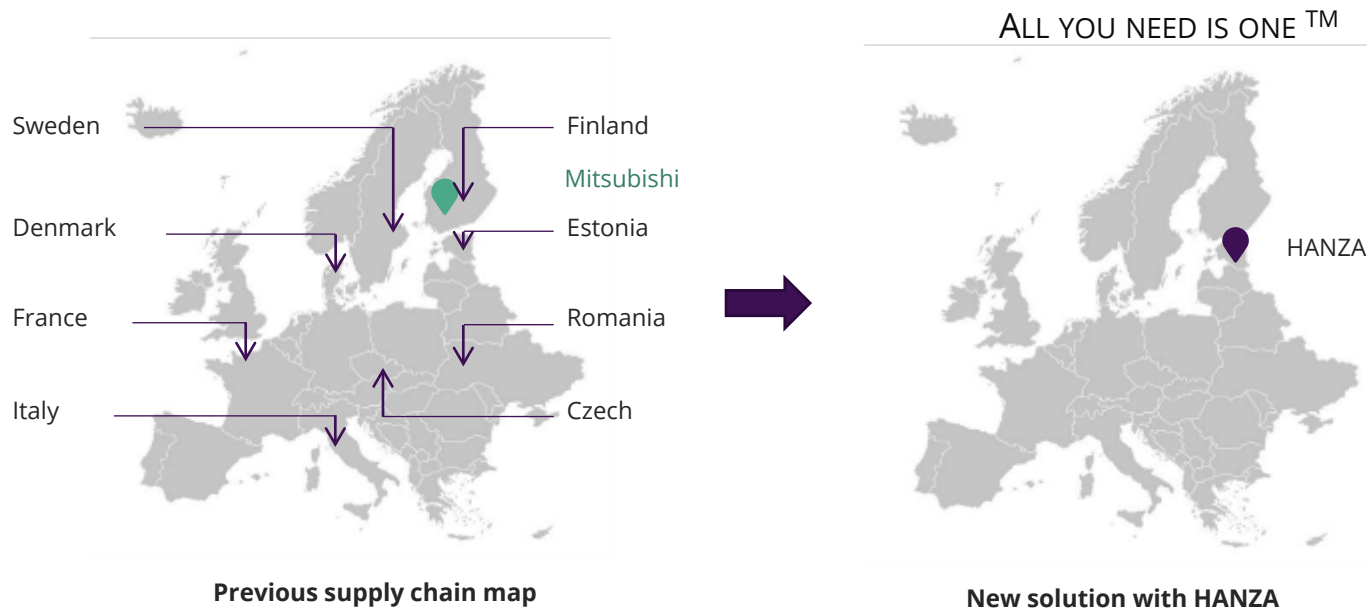 ALL YOU NEED IS ONE TM
Sweden
Finland
Mitsubishi
Denmark
Estonia
HANZA
France
Romania
Italy
Czech
Previous supply chain map
New solution with HANZA